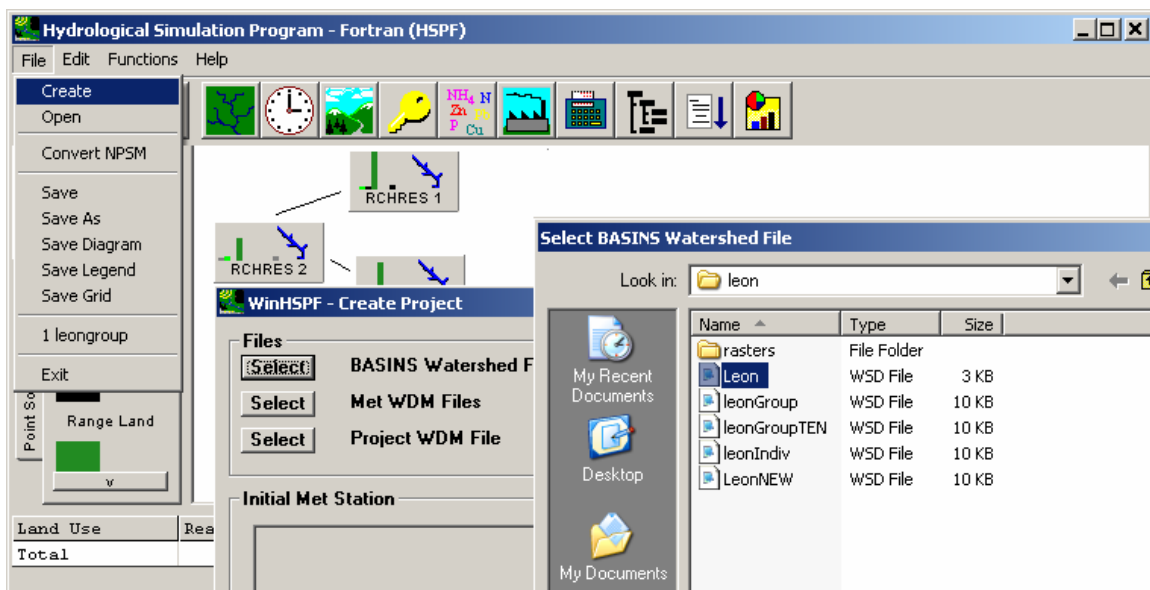 Hydrological Simulation Program - Fortran (HSPF)
File Edit Functions Help
Create
Open
Convert NPSM
Save
Save As
Save Diagram
Save Legend
Save Grid
1 leongroup
Exit
NH4 N
Zn Pb
P Cu
RCHRES 1
RCHRES 2
Range Land
v
Land Use
Total
WinHSPF - Create Project
Files
Select BASINS Watershed F
Select Met WDM Files
Select Project WDM File
Initial Met Station
Select BASINS Watershed File
Look in: leon
My Recent Documents
Desktop
My Documents
Name Type Size
rasters File Folder
Leon WSD File 3 KB
leonGroup WSD File 10 KB
leonGroupTEN WSD File 10 KB
leonIndiv WSD File 10 KB
LeonNEW WSD File 10 KB